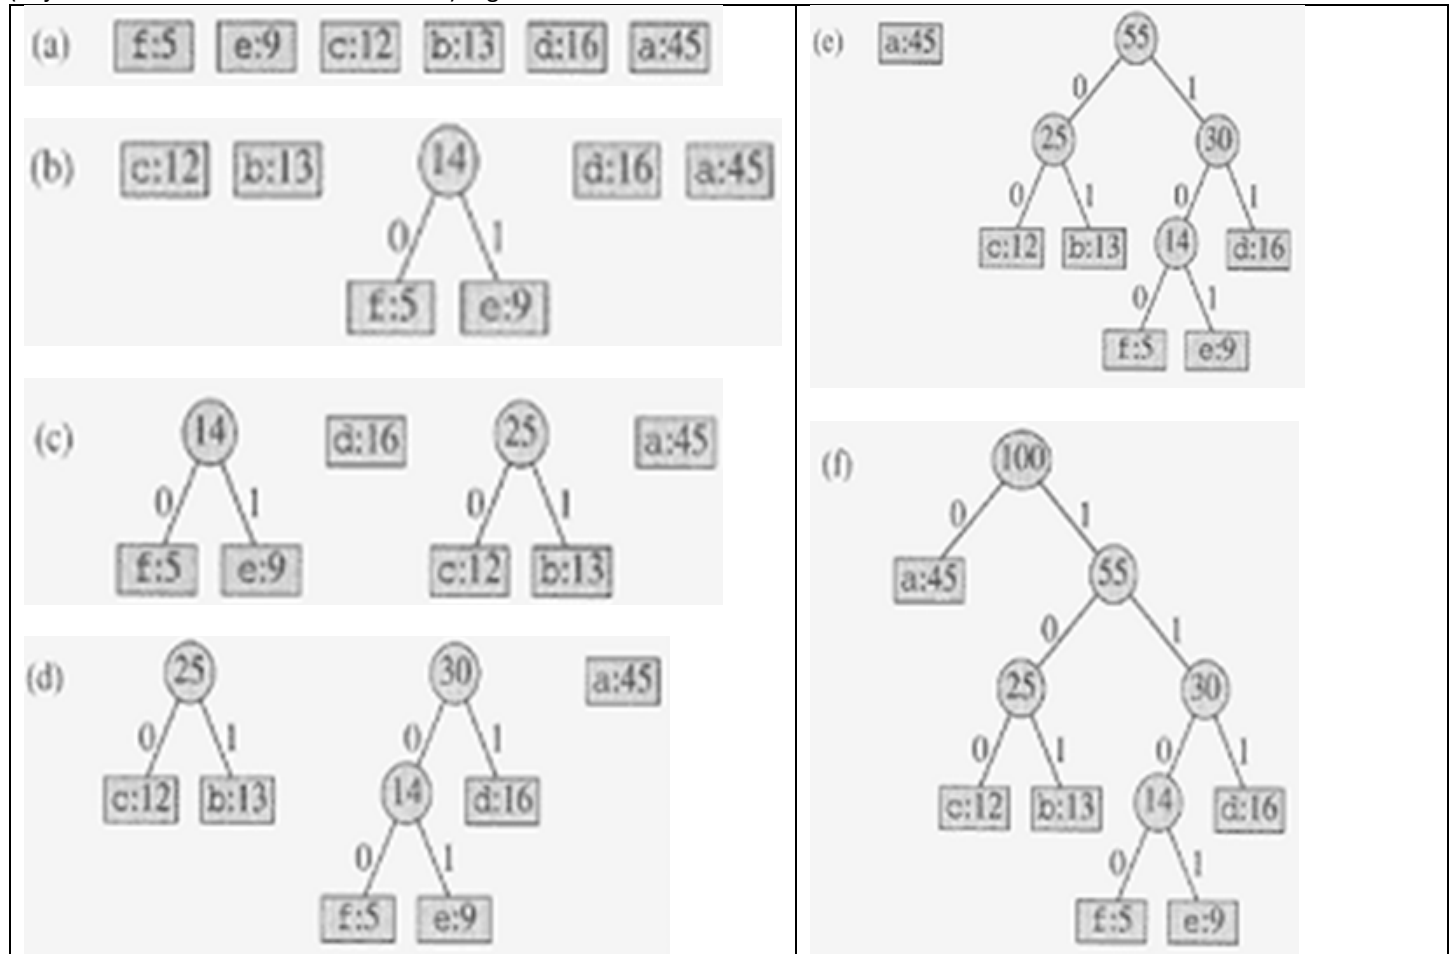 (a) f:5 e:9 c:12 b:13 d:16 a:45
(b) c:12 b:13 14 d:16 a:45
0 1
f:5 e:9
(c) 14 d:16 25 a:45
0 1 0 1
f:5 e:9 c:12 b:13
(d) 25 30 a:45
0 1 0 1
c:12 b:13 14 d:16
0 1
f:5 e:9
(e) a:45 55
0 1
25 30
0 1 0 1
c:12 b:13 14 d:16
0 1
f:5 e:9
(f) 100
0 1
a:45 55
0 1
25 30
0 1 0 1
c:12 b:13 14 d:16
0 1
f:5 e:9